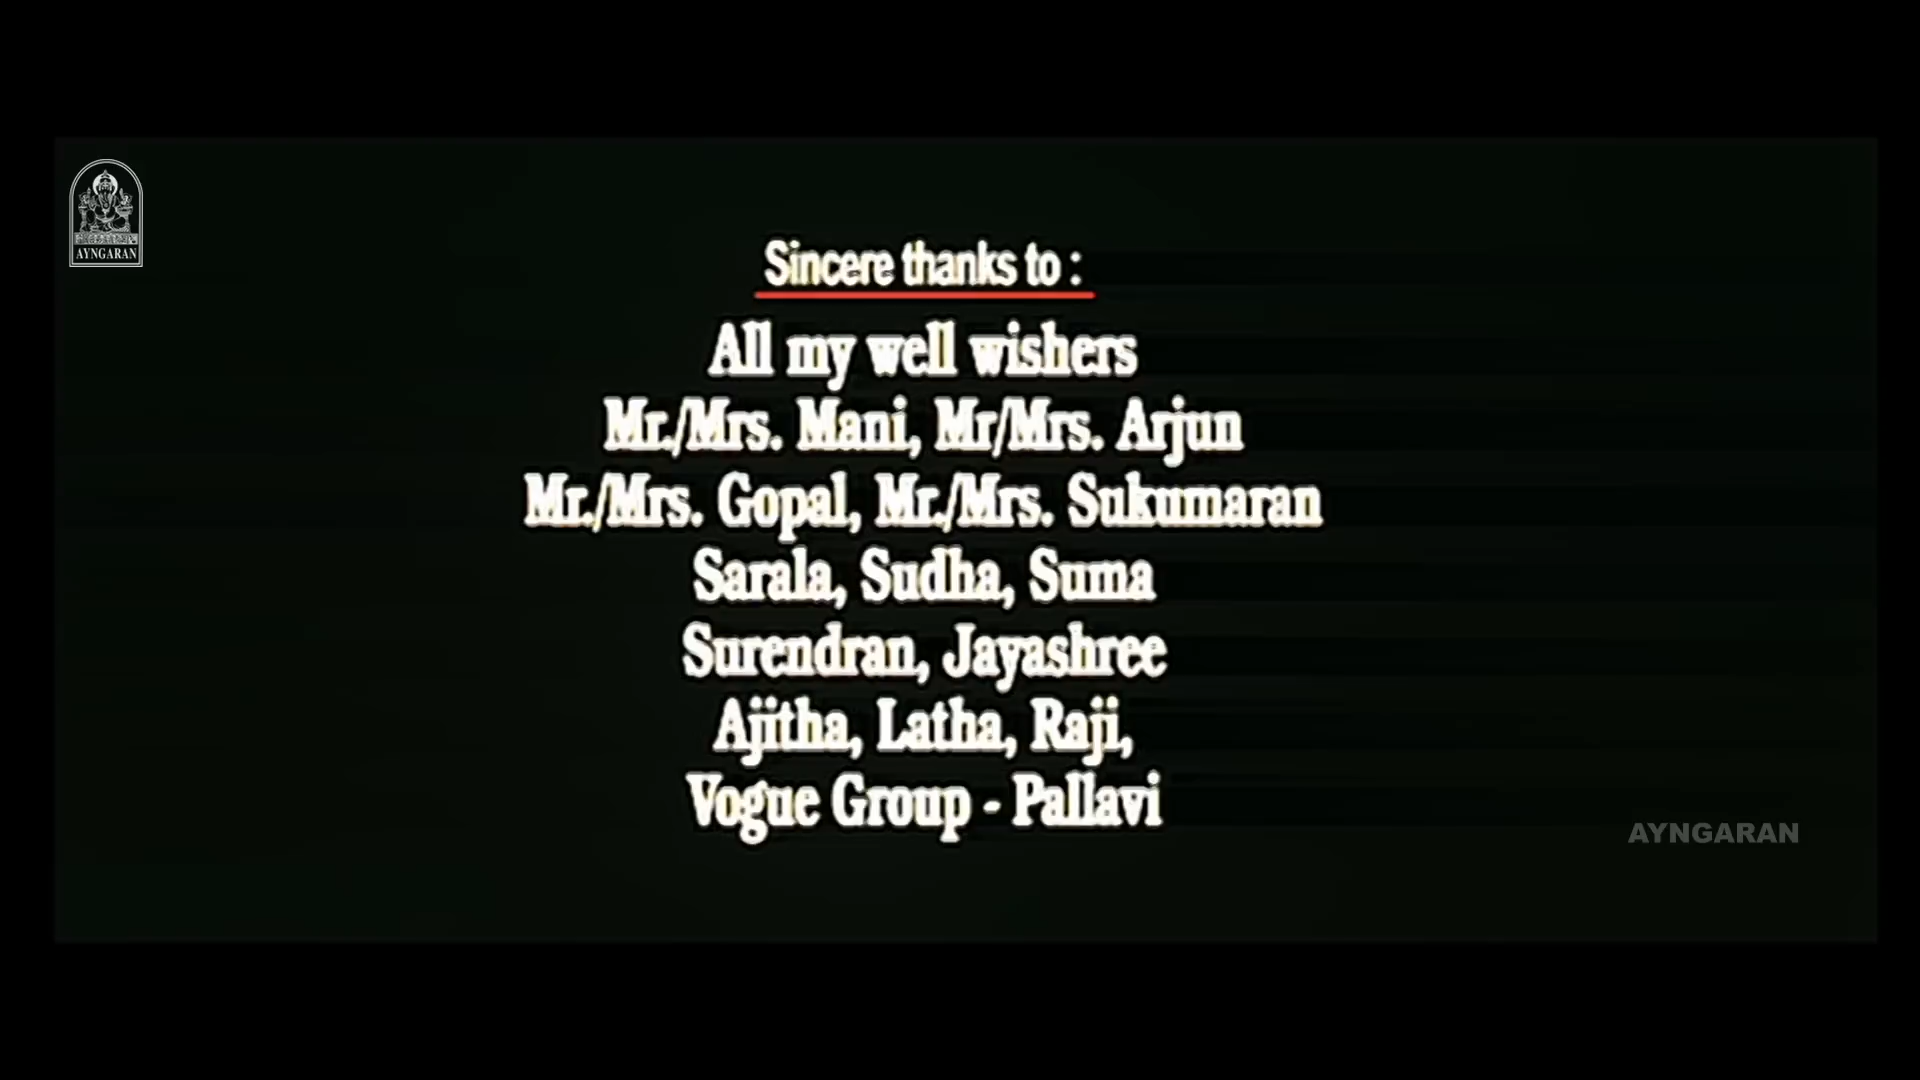 AYNGARAN
Sincere thanks to :
All my well wishers
Mr./Mrs. Mani, Mr/Mrs. Arjun
Mr./Mrs. Gopal, Mr./Mrs. Sukumaran
Sarala, Sudha, Suma
Surendran, Jayashree
Ajitha, Latha, Raji,
Vogue Group - Pallavi
AYNGARAN